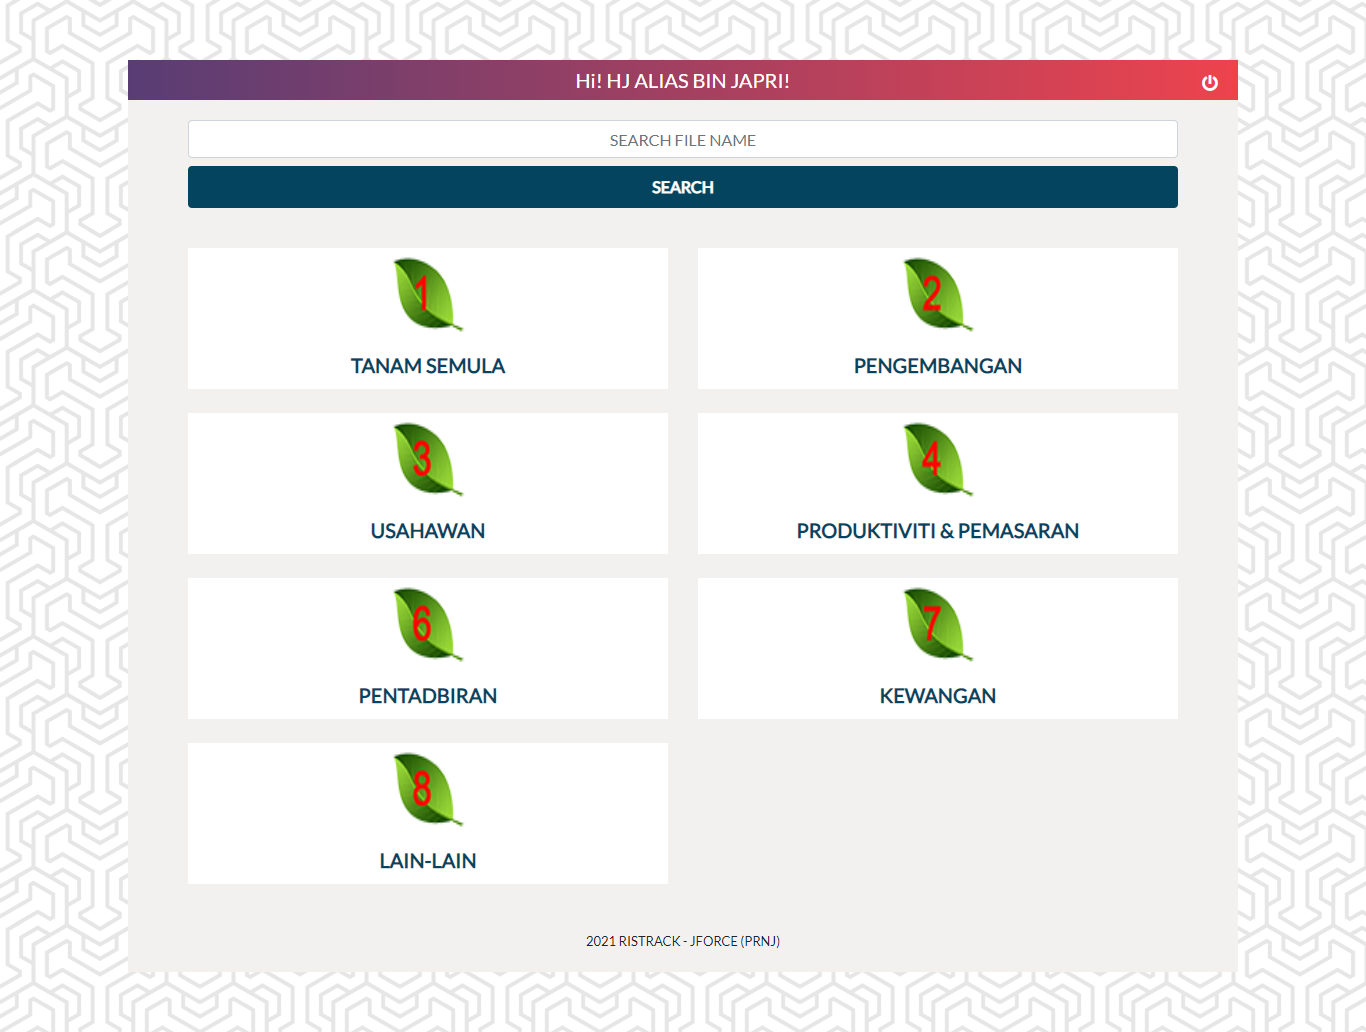 Hi! HJ ALIAS BIN JAPRI!
SEARCH FILE NAME
SEARCH
1
TANAM SEMULA
2
PENGEMBANGAN
3
USAHAWAN
4
PRODUKTIVITI & PEMASARAN
6
PENTADBIRAN
7
KEWANGAN
8
LAIN-LAIN
2021 RISTRACK - JFORCE (PRNJ)